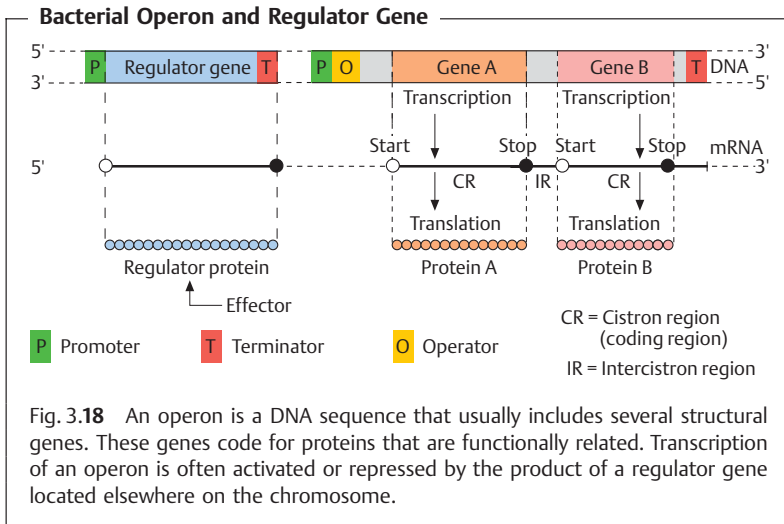 Bacterial Operon and Regulator Gene
5' P Regulator gene T P O Gene A Gene B T DNA 3'
3' 5'
Transcription Transcription
Start Stop Start Stop mRNA
5' 3'
CR IR CR
Translation Translation
Regulator protein Protein A Protein B
Effector
P Promoter T Terminator O Operator
CR = Cistron region
(coding region)
IR = Intercistron region
Fig. 3.18 An operon is a DNA sequence that usually includes several structural
genes. These genes code for proteins that are functionally related. Transcription
of an operon is often activated or repressed by the product of a regulator gene
located elsewhere on the chromosome.